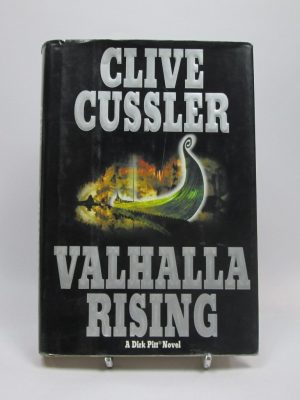 CLIVE
CUSSLER
VALHALLA
RISING
A Dirk Pitt® Novel